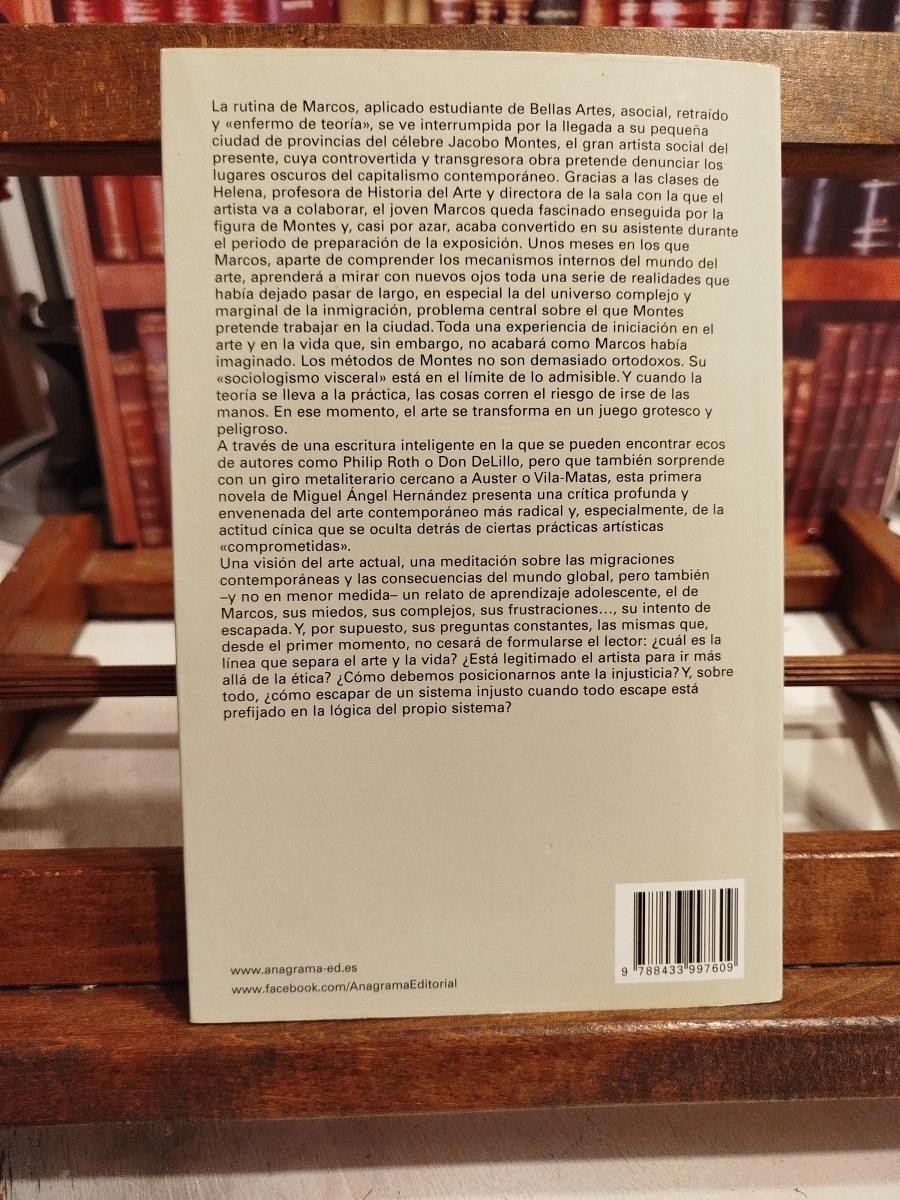 La rutina de Marcos, aplicado estudiante de Bellas Artes, asocial, retraído
y «enfermo de teoría», se ve interrumpida por la llegada a su pequeña
ciudad de provincias del célebre Jacobo Montes, el gran artista social del
presente, cuya controvertida y transgresora obra pretende denunciar los
lugares oscuros del capitalismo contemporáneo. Gracias a las clases de
Helena, profesora de Historia del Arte y directora de la sala con la que el
artista va a colaborar, el joven Marcos queda fascinado enseguida por la
figura de Montes y, casi por azar, acaba convertido en su asistente durante
el periodo de preparación de la exposición. Unos meses en los que
Marcos, aparte de comprender los mecanismos internos del mundo del
arte, aprenderá a mirar con nuevos ojos toda una serie de realidades que
había dejado pasar de largo, en especial la del universo complejo y
marginal de la inmigración, problema central sobre el que Montes
pretende trabajar en la ciudad. Toda una experiencia de iniciación en el
arte y en la vida que, sin embargo, no acabará como Marcos había
imaginado. Los métodos de Montes no son demasiado ortodoxos. Su
«sociologismo visceral» está en el límite de lo admisible. Y cuando la
teoría se lleva a la práctica, las cosas corren el riesgo de irse de las
manos. En ese momento, el arte se transforma en un juego grotesco y
peligroso.
A través de una escritura inteligente en la que se pueden encontrar ecos
de autores como Philip Roth o Don DeLillo, pero que también sorprende
con un giro metaliterario cercano a Auster o Vila-Matas, esta primera
novela de Miguel Ángel Hernández presenta una crítica profunda y
envenenada del arte contemporáneo más radical y, especialmente, de la
actitud cínica que se oculta detrás de ciertas prácticas artísticas
«comprometidas».
Una visión del arte actual, una meditación sobre las migraciones
contemporáneas y las consecuencias del mundo global, pero también
–y no en menor medida– un relato de aprendizaje adolescente, el de
Marcos, sus miedos, sus complejos, sus frustraciones..., su intento de
escapada. Y, por supuesto, sus preguntas constantes, las mismas que,
desde el primer momento, no cesará de formularse el lector: ¿cuál es la
línea que separa el arte y la vida? ¿Está legitimado el artista para ir más
allá de la ética? ¿Cómo debemos posicionarnos ante la injusticia? Y, sobre
todo, ¿cómo escapar de un sistema injusto cuando todo escape está
prefijado en la lógica del propio sistema?
www.anagrama-ed.es
www.facebook.com/AnagramaEditorial
9 788433 997609